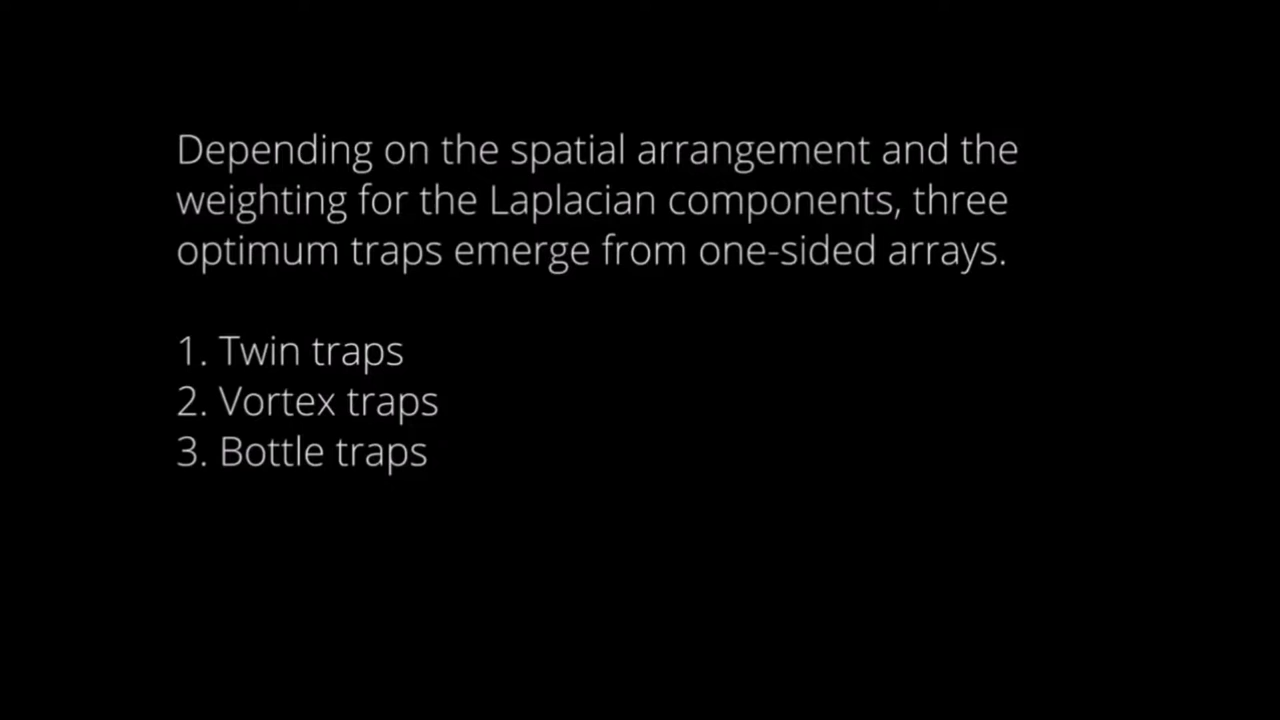 Depending on the spatial arrangement and the
weighting for the Laplacian components, three
optimum traps emerge from one-sided arrays.
1. Twin traps
2. Vortex traps
3. Bottle traps